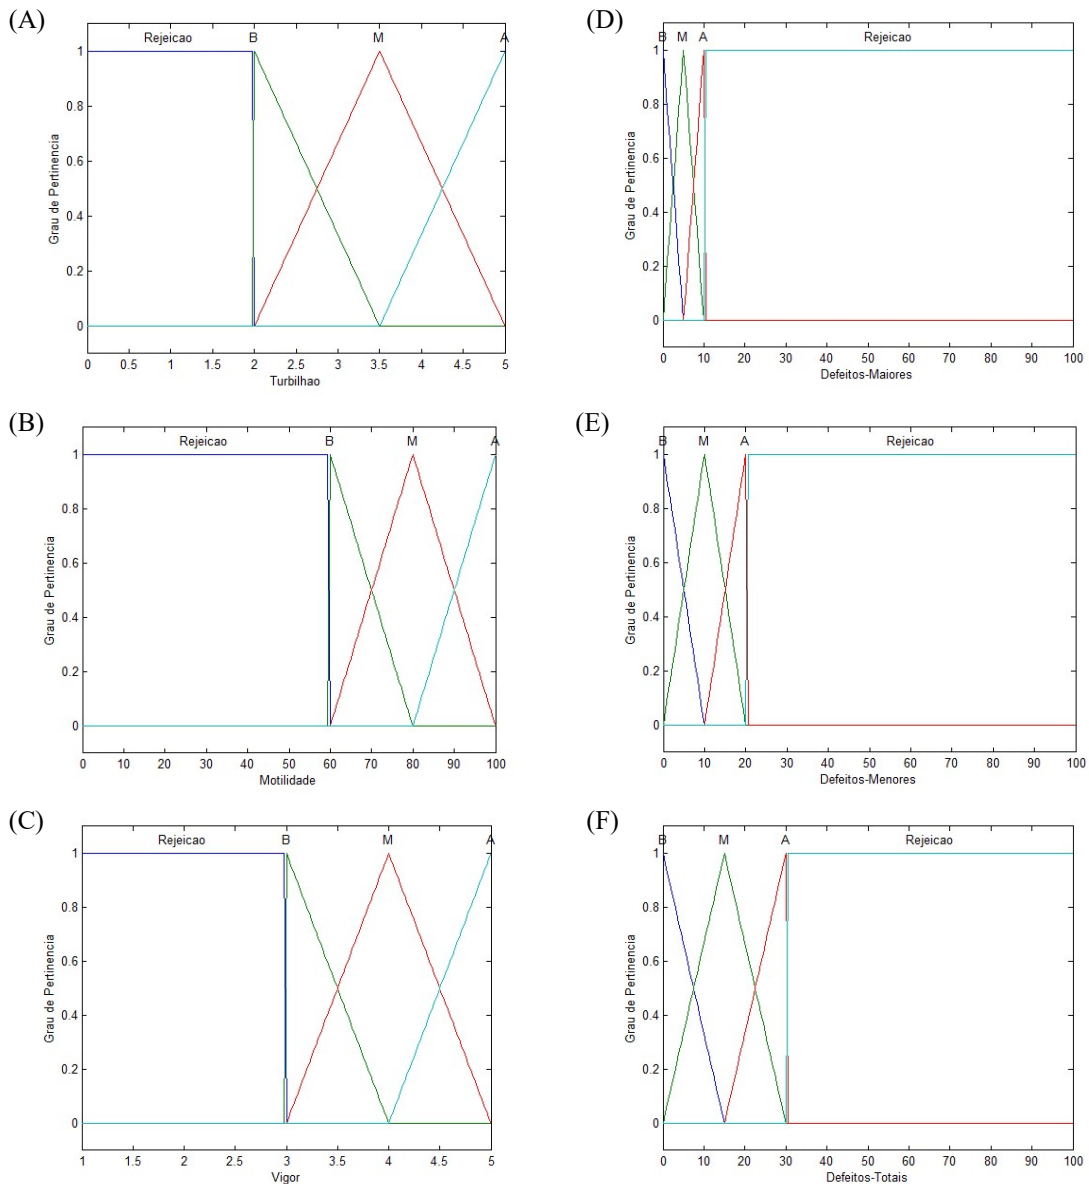 (A)
Rejeicao B M A
Grau de Pertinencia
1
0.8
0.6
0.4
0.2
0
0 0.5 1 1.5 2 2.5 3 3.5 4 4.5 5
Turbilhao
(D)
B M A Rejeicao
Grau de Pertinencia
1
0.8
0.6
0.4
0.2
0
0 10 20 30 40 50 60 70 80 90 100
Defeitos-Maiores
(B)
Rejeicao B M A
Grau de Pertinencia
1
0.8
0.6
0.4
0.2
0
0 10 20 30 40 50 60 70 80 90 100
Motilidade
(E)
B M A Rejeicao
Grau de Pertinencia
1
0.8
0.6
0.4
0.2
0
0 10 20 30 40 50 60 70 80 90 100
Defeitos-Menores
(C)
Rejeicao B M A
Grau de Pertinencia
1
0.8
0.6
0.4
0.2
0
1 1.5 2 2.5 3 3.5 4 4.5 5
Vigor
(F)
B M A Rejeicao
Grau de Pertinencia
1
0.8
0.6
0.4
0.2
0
0 10 20 30 40 50 60 70 80 90 100
Defeitos-Totais